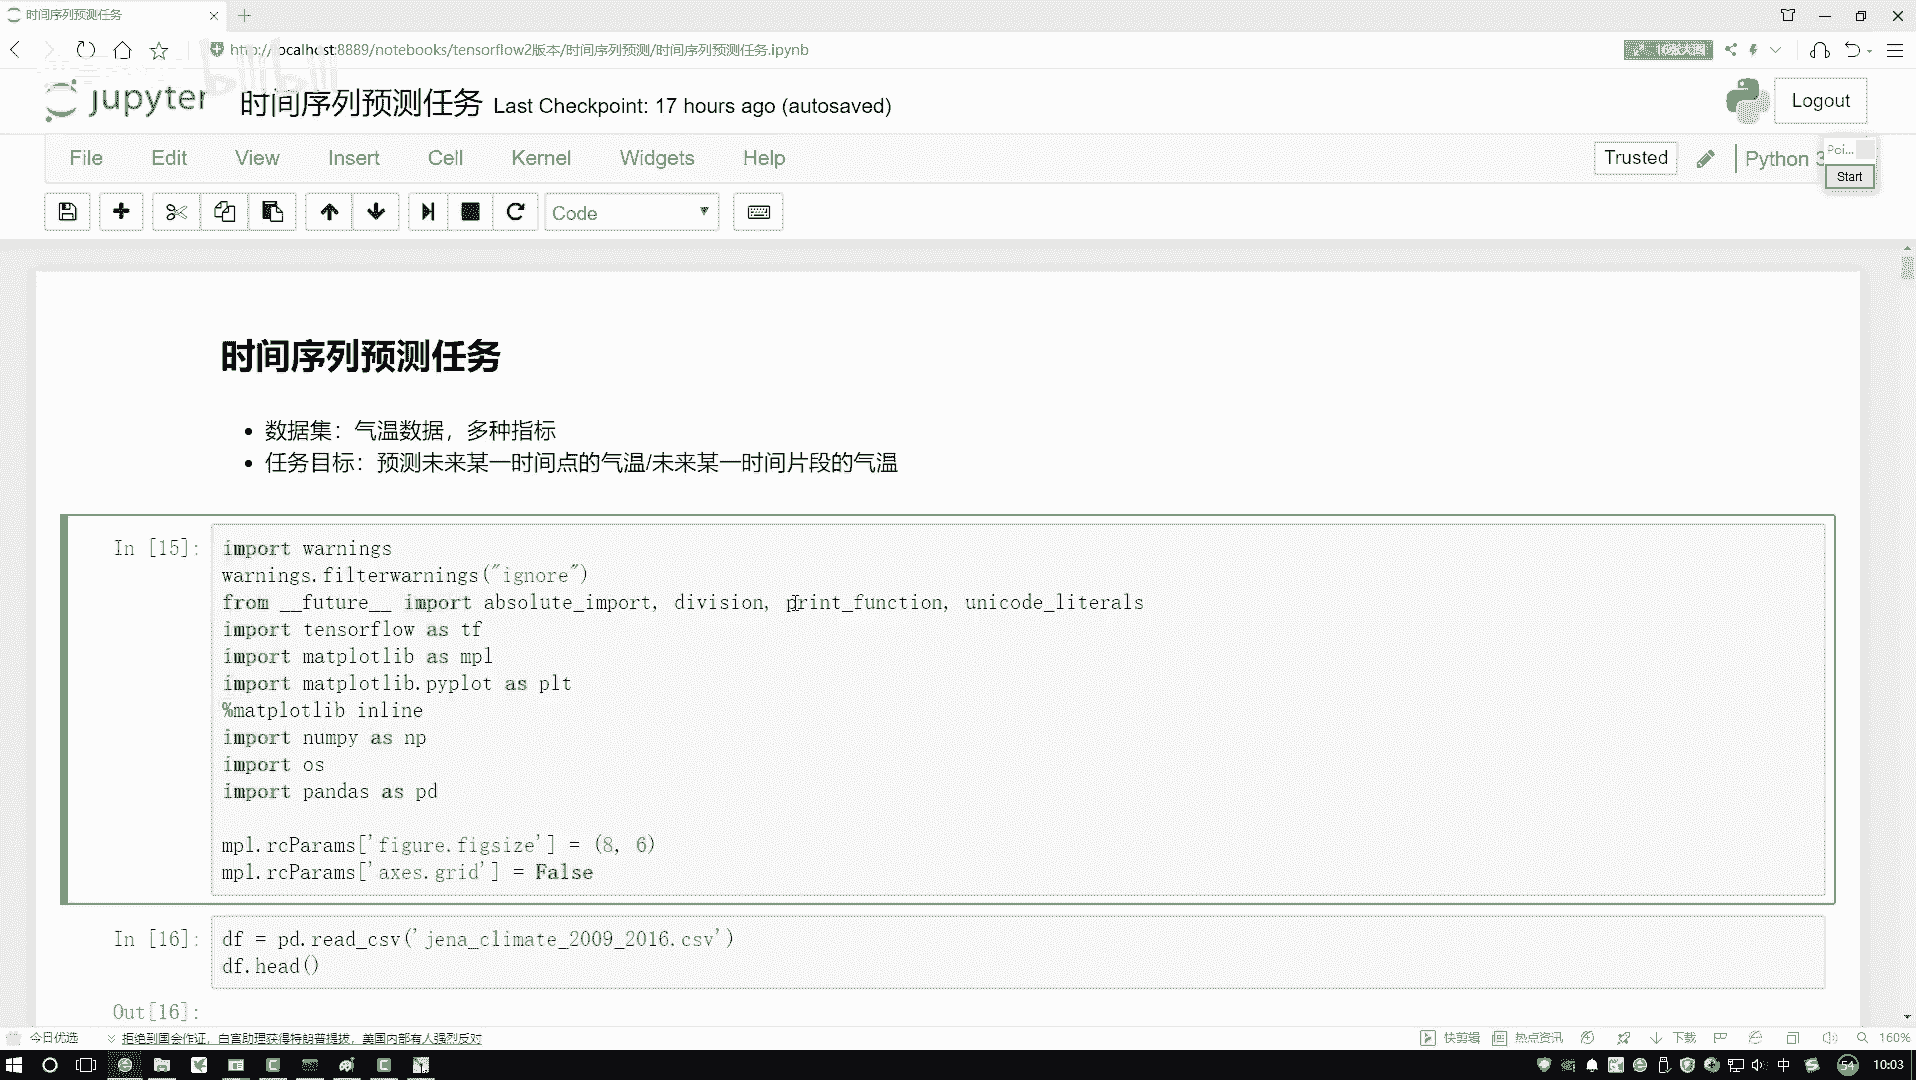 时间序列预测任务
http://localhost:8889/notebooks/tensorflow2版本/时间序列预测/时间序列预测任务.ipynb
16张大图
bilibili
jupyter 时间序列预测任务 Last Checkpoint: 17 hours ago (autosaved)
Logout
File Edit View Insert Cell Kernel Widgets Help
Trusted
Python 3
Poi...
Start
Code
时间序列预测任务
数据集：气温数据，多种指标
任务目标：预测未来某一时间点的气温/未来某一时间片段的气温
In [15]:
import warnings
warnings.filterwarnings("ignore")
from __future__ import absolute_import, division, print_function, unicode_literals
import tensorflow as tf
import matplotlib as mpl
import matplotlib.pyplot as plt
%matplotlib inline
import numpy as np
import os
import pandas as pd
mpl.rcParams['figure.figsize'] = (8, 6)
mpl.rcParams['axes.grid'] = False
In [16]:
df = pd.read_csv('jena_climate_2009_2016.csv')
df.head()
Out[16]:
今日优选
拒绝到国会作证，白宫助理获得特朗普提拔，美国内部有人强烈反对
快剪辑
热点资讯
下载
160%
中
54
10:03